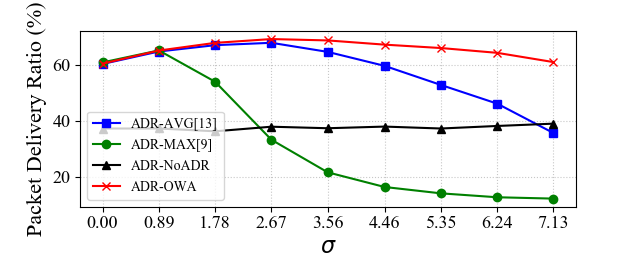 Packet Delivery Ratio (%)
60
40
20
ADR-AVG[13]
ADR-MAX[9]
ADR-NoADR
ADR-OWA
0.00 0.89 1.78 2.67 3.56 4.46 5.35 6.24 7.13
σ